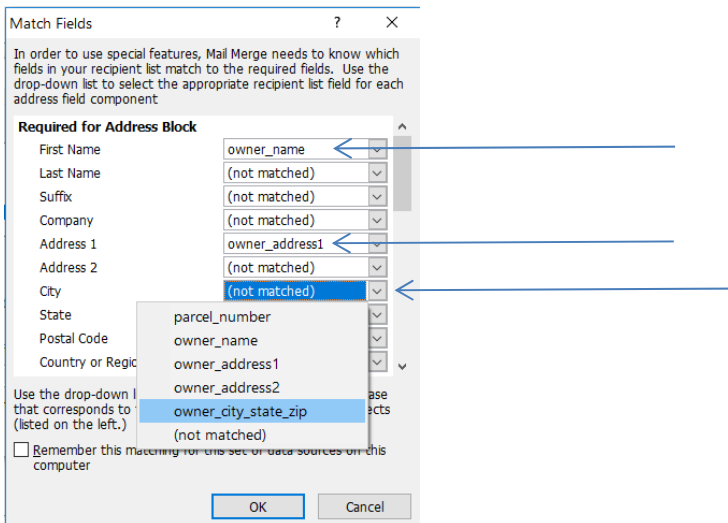 Match Fields ? ×
In order to use special features, Mail Merge needs to know which
fields in your recipient list match to the required fields. Use the
drop-down list to select the appropriate recipient list field for each
address field component
Required for Address Block
First Name owner_name
Last Name (not matched)
Suffix (not matched)
Company (not matched)
Address 1 owner_address1
Address 2 (not matched)
City (not matched)
State
Postal Code
Country or Regio
parcel_number
owner_name
owner_address1
owner_address2
owner_city_state_zip
(not matched)
Use the drop-down l ase
that corresponds to ects
(listed on the left.)
Remember this matching for this set of data sources on this
computer
OK Cancel